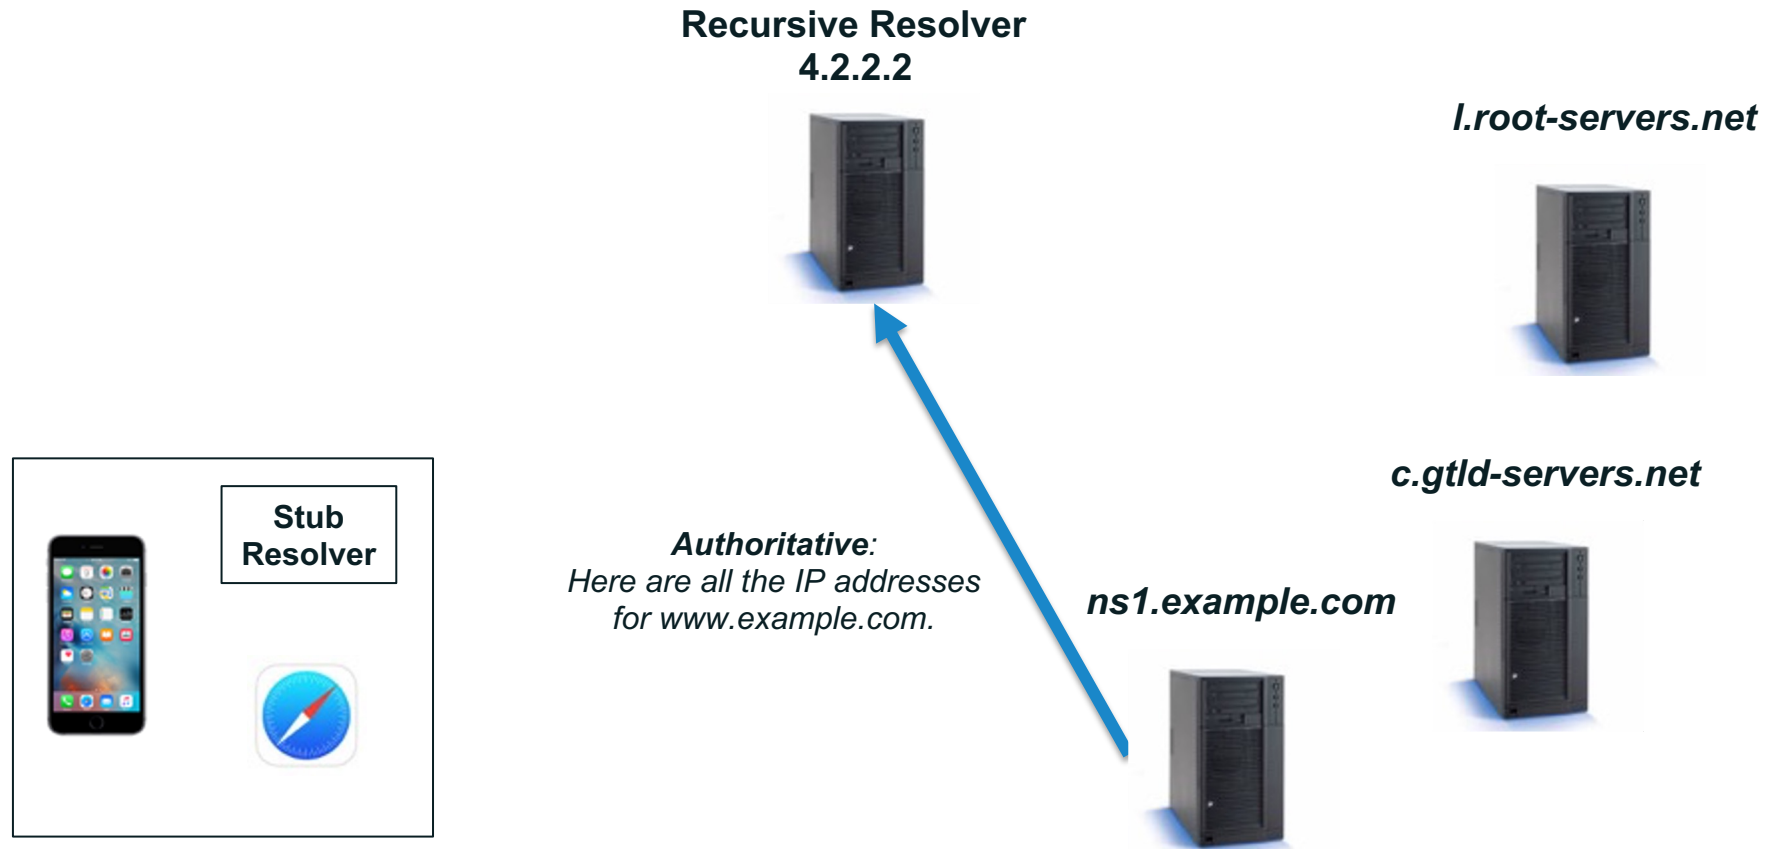 Recursive Resolver
4.2.2.2
l.root-servers.net
c.gtld-servers.net
Stub
Resolver
Authoritative:
Here are all the IP addresses
for www.example.com.
ns1.example.com